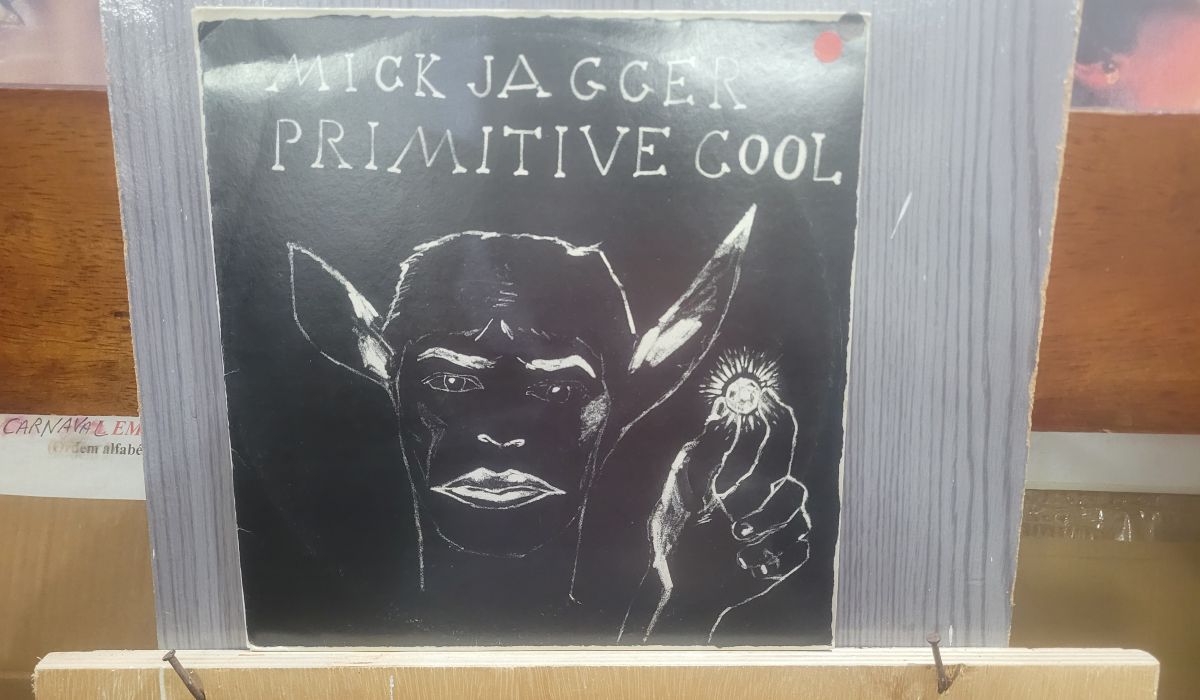 MICK JAGGER
PRIMITIVE COOL
CARNAVAL EM
Ordem alfabé